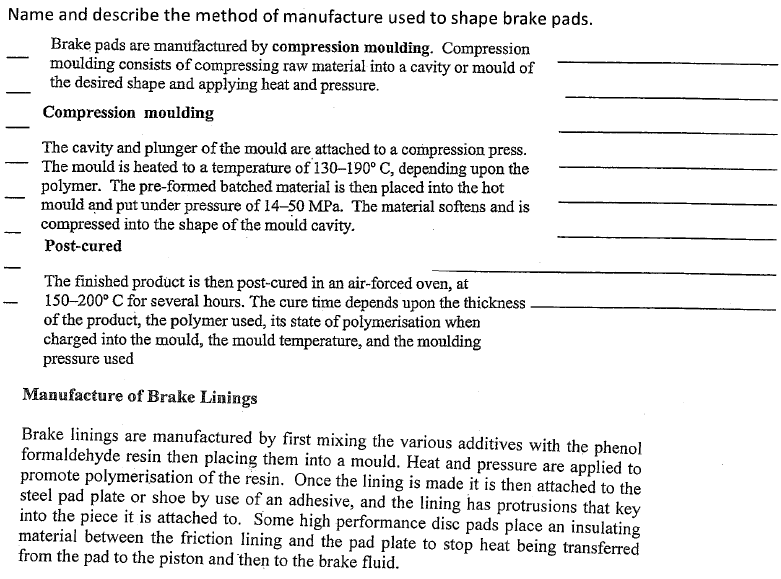 Name and describe the method of manufacture used to shape brake pads.
Brake pads are manufactured by compression moulding. Compression
moulding consists of compressing raw material into a cavity or mould of
the desired shape and applying heat and pressure.
Compression moulding
The cavity and plunger of the mould are attached to a compression press.
The mould is heated to a temperature of 130–190° C, depending upon the
polymer. The pre-formed batched material is then placed into the hot
mould and put under pressure of 14–50 MPa. The material softens and is
compressed into the shape of the mould cavity.
Post-cured
The finished product is then post-cured in an air-forced oven, at
150–200° C for several hours. The cure time depends upon the thickness
of the product, the polymer used, its state of polymerisation when
charged into the mould, the mould temperature, and the moulding
pressure used
Manufacture of Brake Linings
Brake linings are manufactured by first mixing the various additives with the phenol
formaldehyde resin then placing them into a mould. Heat and pressure are applied to
promote polymerisation of the resin. Once the lining is made it is then attached to the
steel pad plate or shoe by use of an adhesive, and the lining has protrusions that key
into the piece it is attached to. Some high performance disc pads place an insulating
material between the friction lining and the pad plate to stop heat being transferred
from the pad to the piston and then to the brake fluid.